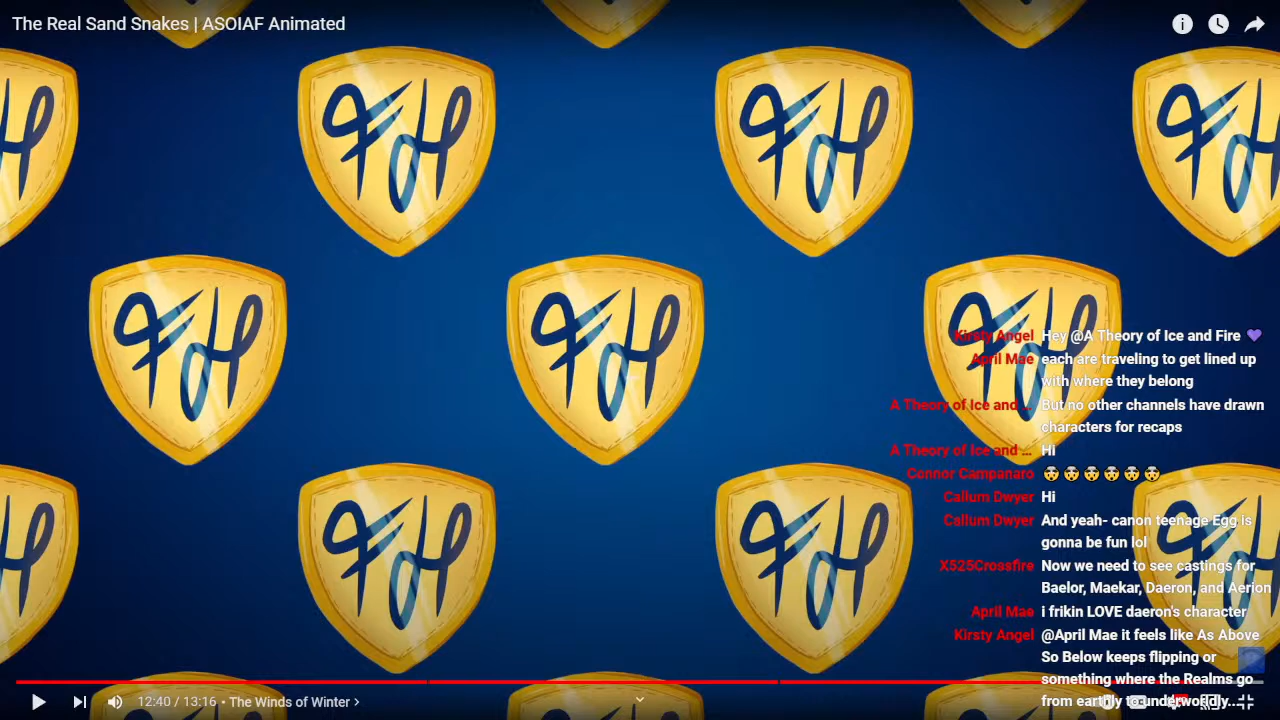 The Real Sand Snakes | ASOIAF Animated
Kirsty Angel Hey @A Theory of Ice and Fire 💜
April Mae each are traveling to get lined up
with where they belong
A Theory of Ice and ... But no other channels have drawn
characters for recaps
A Theory of Ice and ... Hi
Connor Campanaro 😲😲😲😲😲😲
Callum Dwyer Hi
Callum Dwyer And yeah- canon teenage Egg is
gonna be fun lol
X525Crossfire Now we need to see castings for
Baelor, Maekar, Daeron, and Aerion
April Mae i frikin LOVE daeron's character
Kirsty Angel @April Mae it feels like As Above
So Below keeps flipping or
something where the Realms go
from earthly to underworldly...
12:40 / 13:16 • The Winds of Winter >